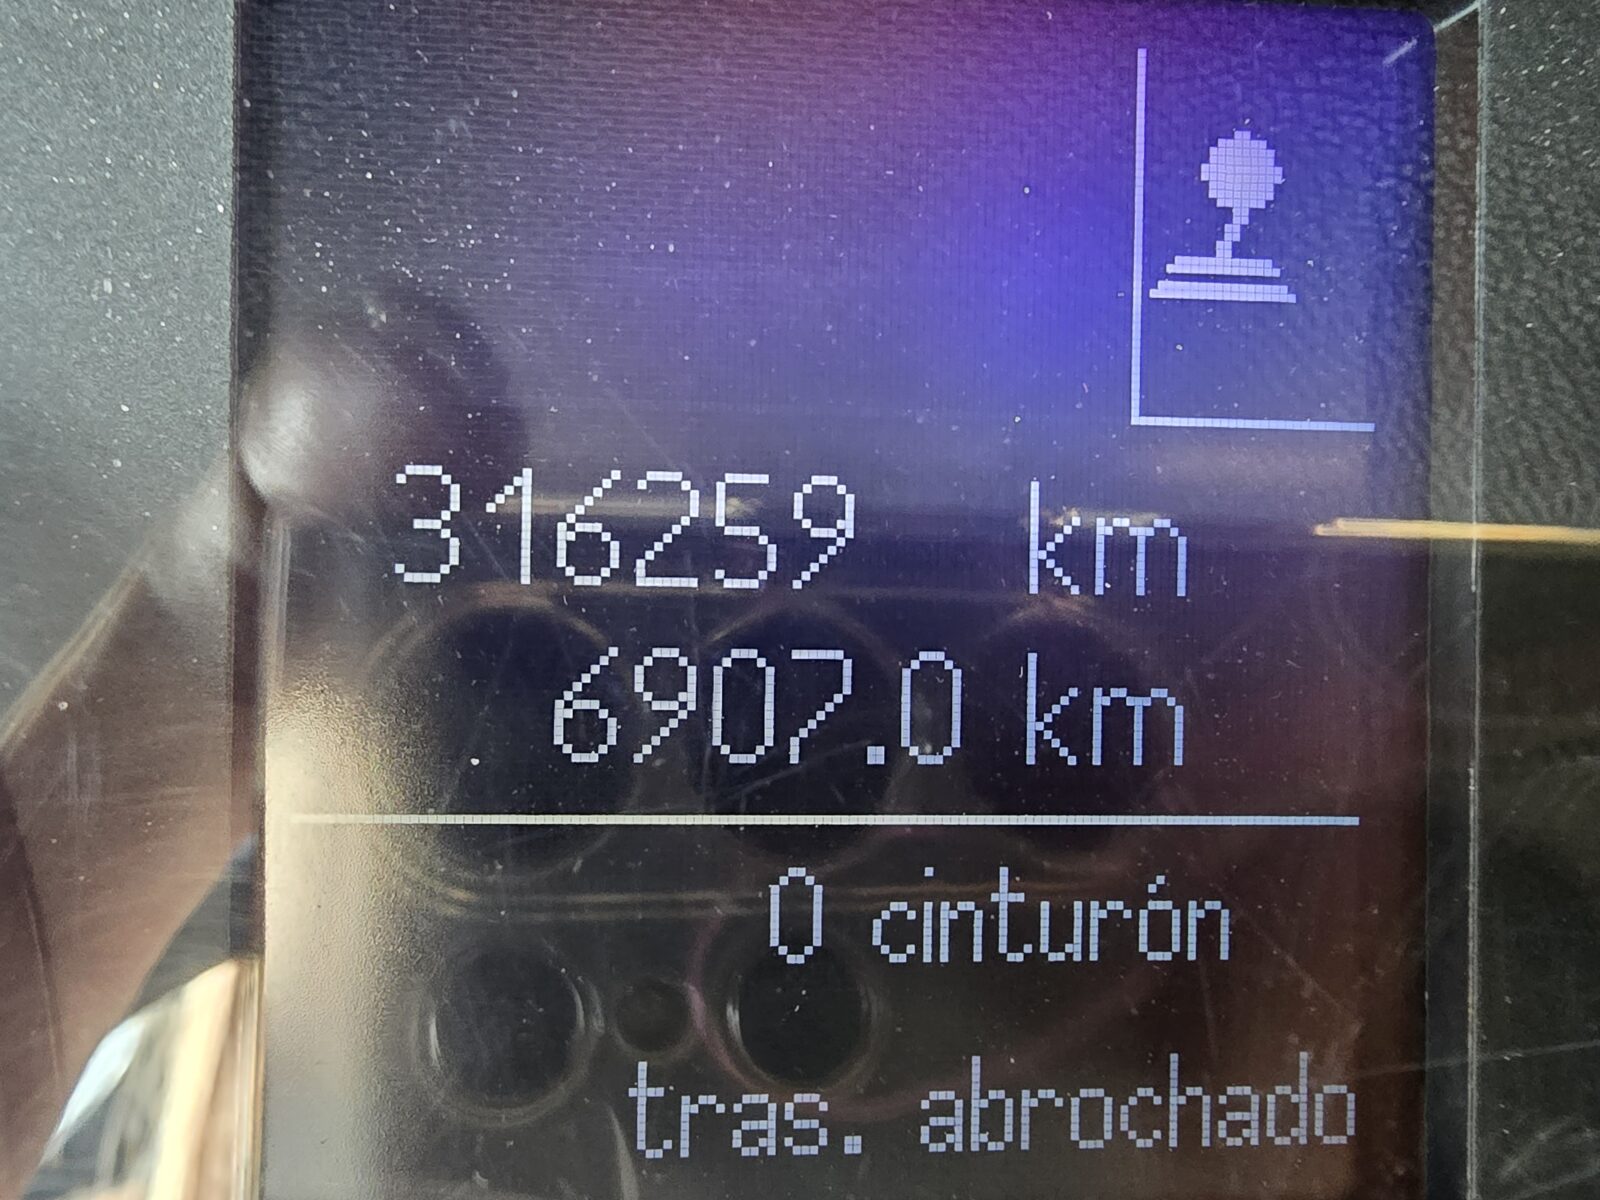 316259 km
6907.0 km
0 cinturón
tras. abrochado